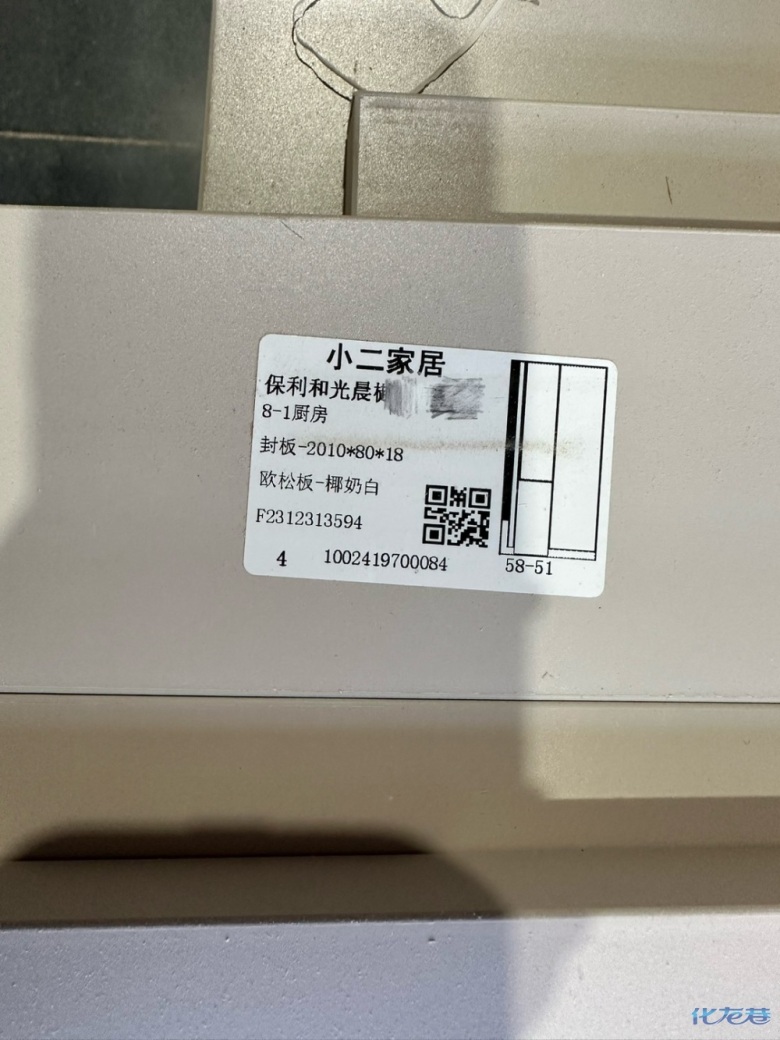 小二家居
保利和光晨樾
8-1厨房
封板-2010*80*18
欧松板-椰奶白
F2312313594
4 1002419700084 58-51
化龙巷